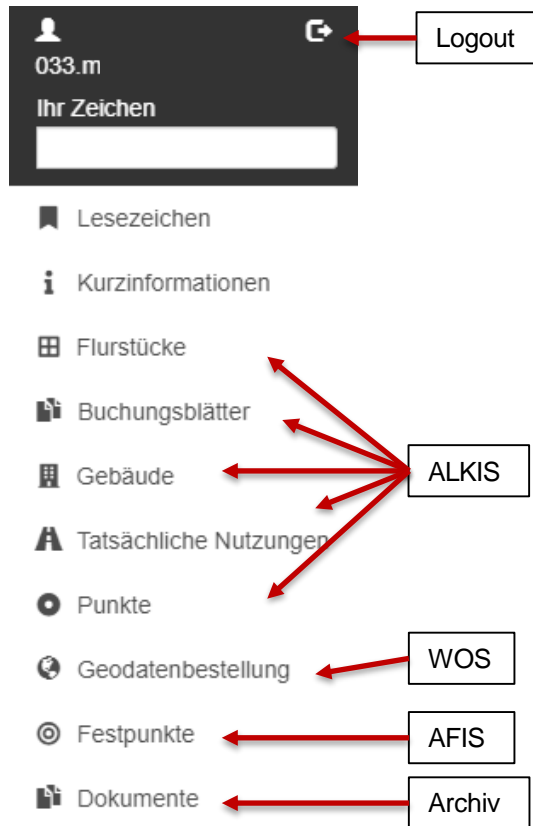 Logout
033.m
Ihr Zeichen
Lesezeichen
Kurzinformationen
Flurstücke
Buchungsblätter
Gebäude
ALKIS
Tatsächliche Nutzungen
Punkte
Geodatenbestellung
WOS
Festpunkte
AFIS
Dokumente
Archiv